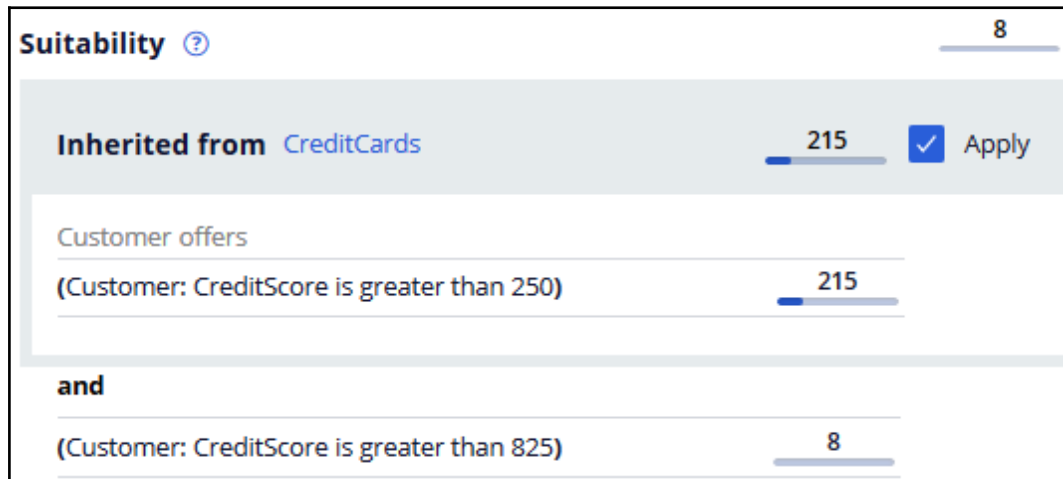 Suitability ? 8
Inherited from CreditCards 215 Apply
Customer offers
(Customer: CreditScore is greater than 250) 215
and
(Customer: CreditScore is greater than 825) 8